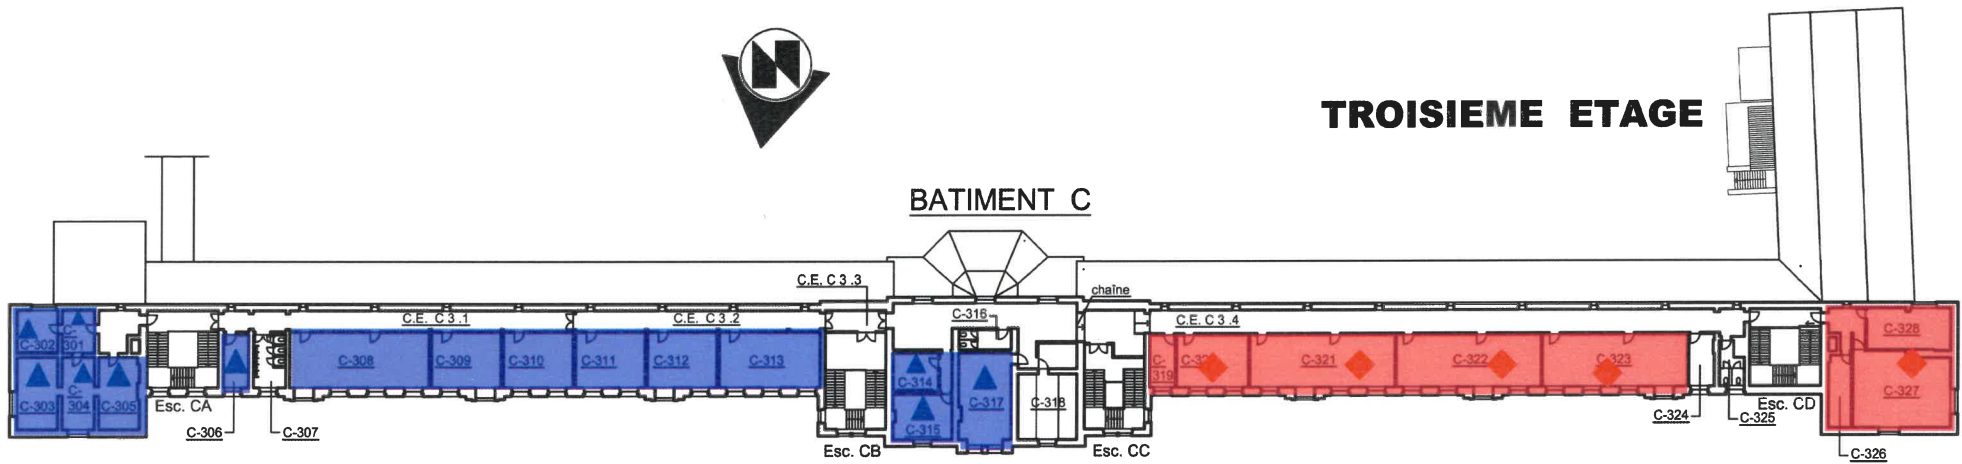 N
TROISIEME ETAGE
BATIMENT C
C.E. C 3 .3
chaîne
C-302
C-301
C.E. C 3 .1
C.E. C 3 .2
C-316
C.E. C 3 .4
C-328
C-308
C-309
C-310
C-311
C-312
C-313
C-314
C-319
C-32
C-321
C-322
C-323
C-303
C-304
C-305
C-315
C-317
C-318
C-327
Esc. CA
C-306
C-307
Esc. CB
Esc. CC
C-324
C-325
Esc. CD
C-326